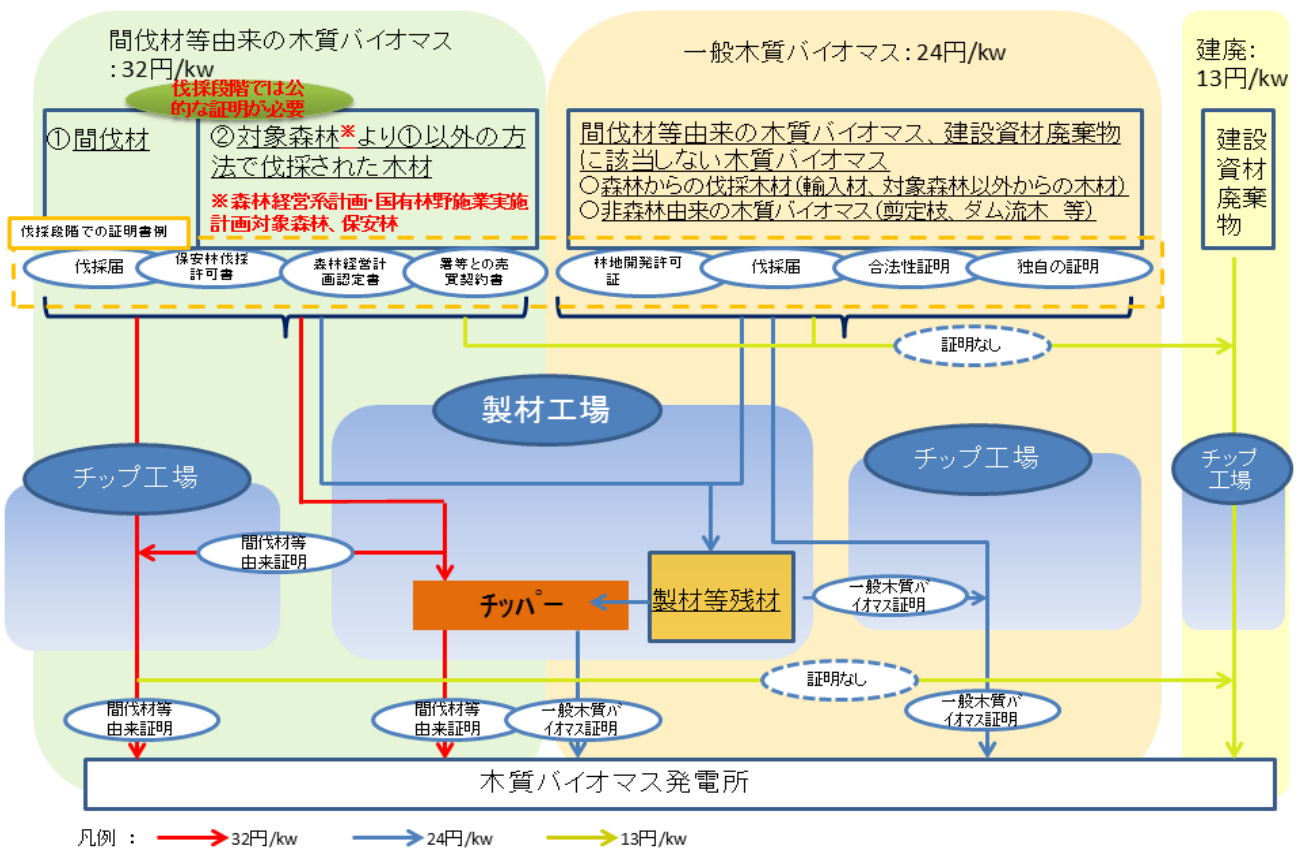 間伐材等由来の木質バイオマス
:32円/kw
一般木質バイオマス:24円/kw
建廃:
13円/kw
伐採段階では公
的な証明が必要
①間伐材
②対象森林※より①以外の方
法で伐採された木材
※森林経営系計画・国有林野施業実施
計画対象森林、保安林
間伐材等由来の木質バイオマス、建設資材廃棄物
に該当しない木質バイオマス
○森林からの伐採木材(輸入材、対象森林以外からの木材)
○非森林由来の木質バイオマス(剪定枝、ダム流木 等)
建設
資材
廃棄
物
伐採段階での証明書例
伐採届
保安林伐採
許可書
森林経営計
画認定書
署等との売
買契約書
林地開発許可
証
伐採届
合法性証明
独自の証明
証明なし
製材工場
チップ工場
チップ工場
チップ
工場
間伐材等
由来証明
チッパー
製材等残材
一般木質バ
イオマス証明
証明なし
間伐材等
由来証明
間伐材等
由来証明
一般木質バ
イオマス証明
一般木質バ
イオマス証明
木質バイオマス発電所
凡例 :
32円/kw
24円/kw
13円/kw